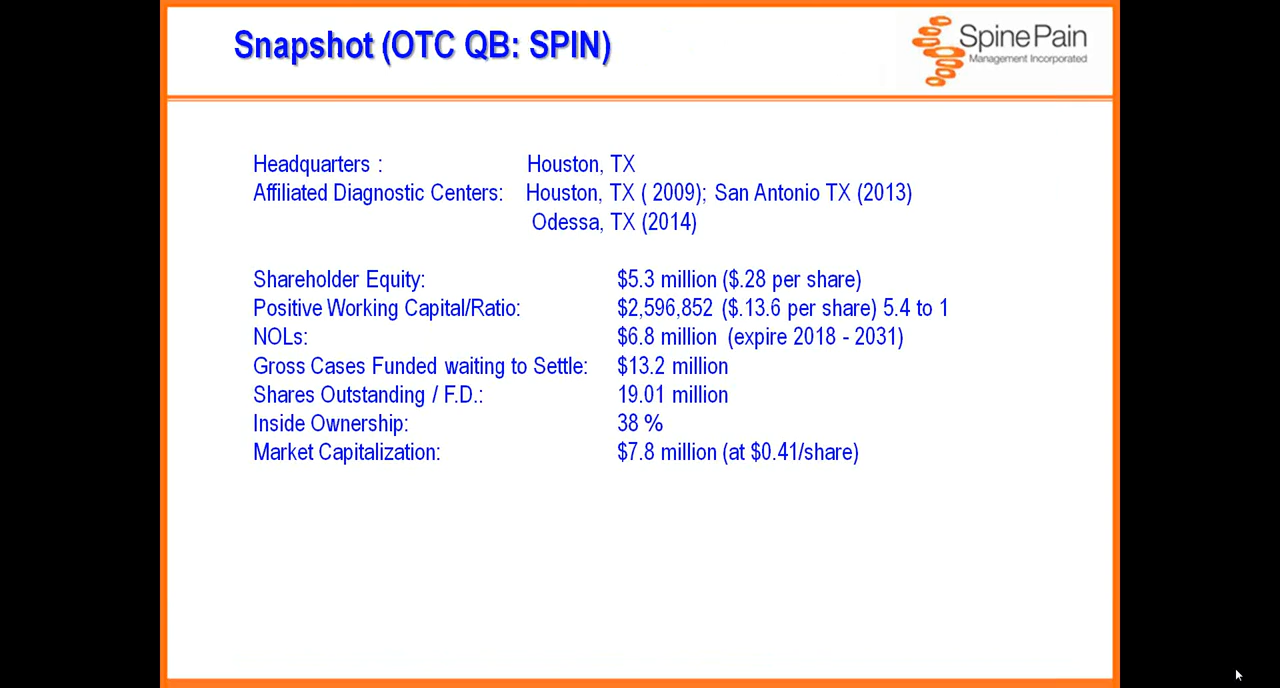 Snapshot (OTC QB: SPIN)
SpinePain
Management Incorporated
Headquarters : Houston, TX
Affiliated Diagnostic Centers: Houston, TX ( 2009); San Antonio TX (2013)
Odessa, TX (2014)
Shareholder Equity: $5.3 million ($.28 per share)
Positive Working Capital/Ratio: $2,596,852 ($.13.6 per share) 5.4 to 1
NOLs: $6.8 million (expire 2018 - 2031)
Gross Cases Funded waiting to Settle: $13.2 million
Shares Outstanding / F.D.: 19.01 million
Inside Ownership: 38 %
Market Capitalization: $7.8 million (at $0.41/share)